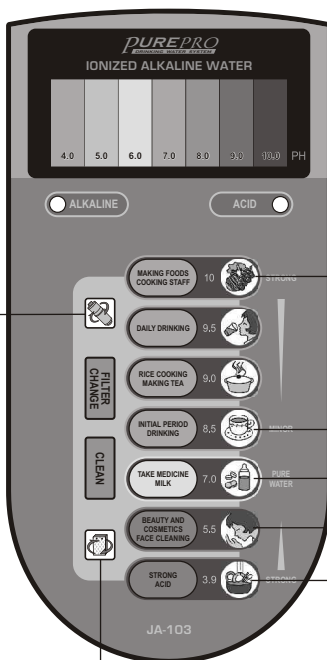 PUREPRO
DRINKING WATER SYSTEM
IONIZED ALKALINE WATER
4.0 5.0 6.0 7.0 8.0 9.0 10.0 PH
ALKALINE ACID
MAKING FOODS
COOKING STAFF
10
STRONG
DAILY DRINKING
9.5
RICE COOKING
MAKING TEA
9.0
FILTER
CHANGE
INITIAL PERIOD
DRINKING
8.5
MINOR
CLEAN
TAKE MEDICINE
MILK
7.0
PURE
WATER
BEAUTY AND
COSMETICS
FACE CLEANING
5.5
STRONG
ACID
3.9
STRONG
JA-103